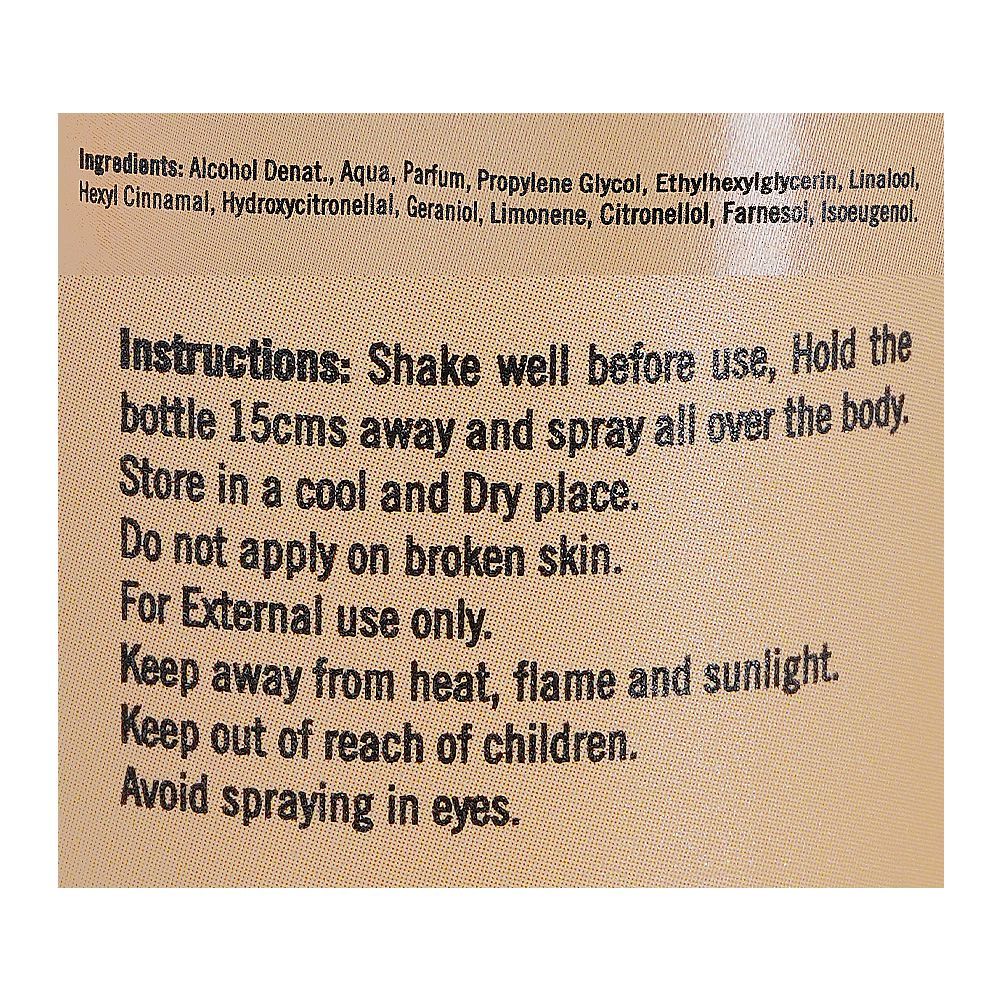 Ingredients: Alcohol Denat., Aqua, Parfum, Propylene Glycol, Ethylhexylglycerin, Linalool,
Hexyl Cinnamal, Hydroxycitronellal, Geraniol, Limonene, Citronellol, Farnesol, Isoeugenol.
Instructions: Shake well before use, Hold the
bottle 15cms away and spray all over the body.
Store in a cool and Dry place.
Do not apply on broken skin.
For External use only.
Keep away from heat, flame and sunlight.
Keep out of reach of children.
Avoid spraying in eyes.